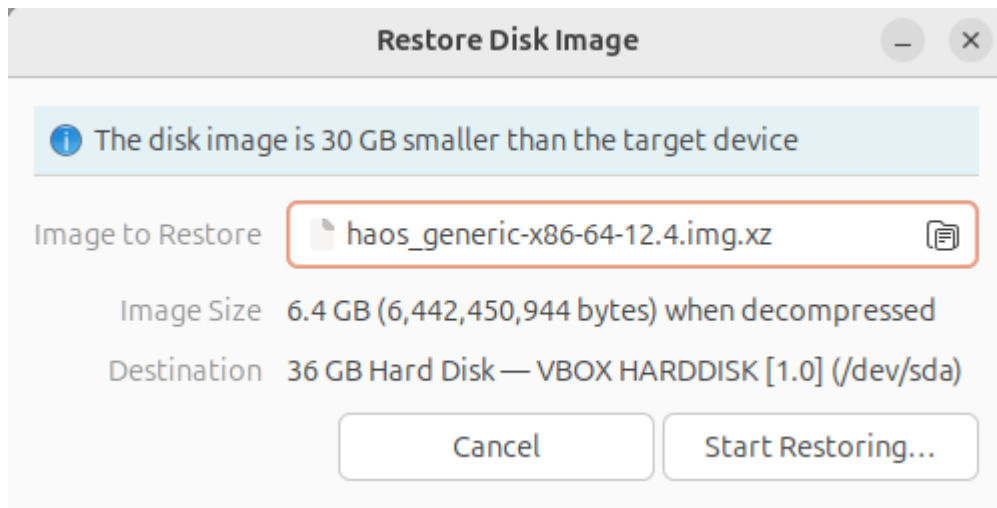 Restore Disk Image
The disk image is 30 GB smaller than the target device
Image to Restore haos_generic-x86-64-12.4.img.xz
Image Size 6.4 GB (6,442,450,944 bytes) when decompressed
Destination 36 GB Hard Disk — VBOX HARDDISK [1.0] (/dev/sda)
Cancel Start Restoring…